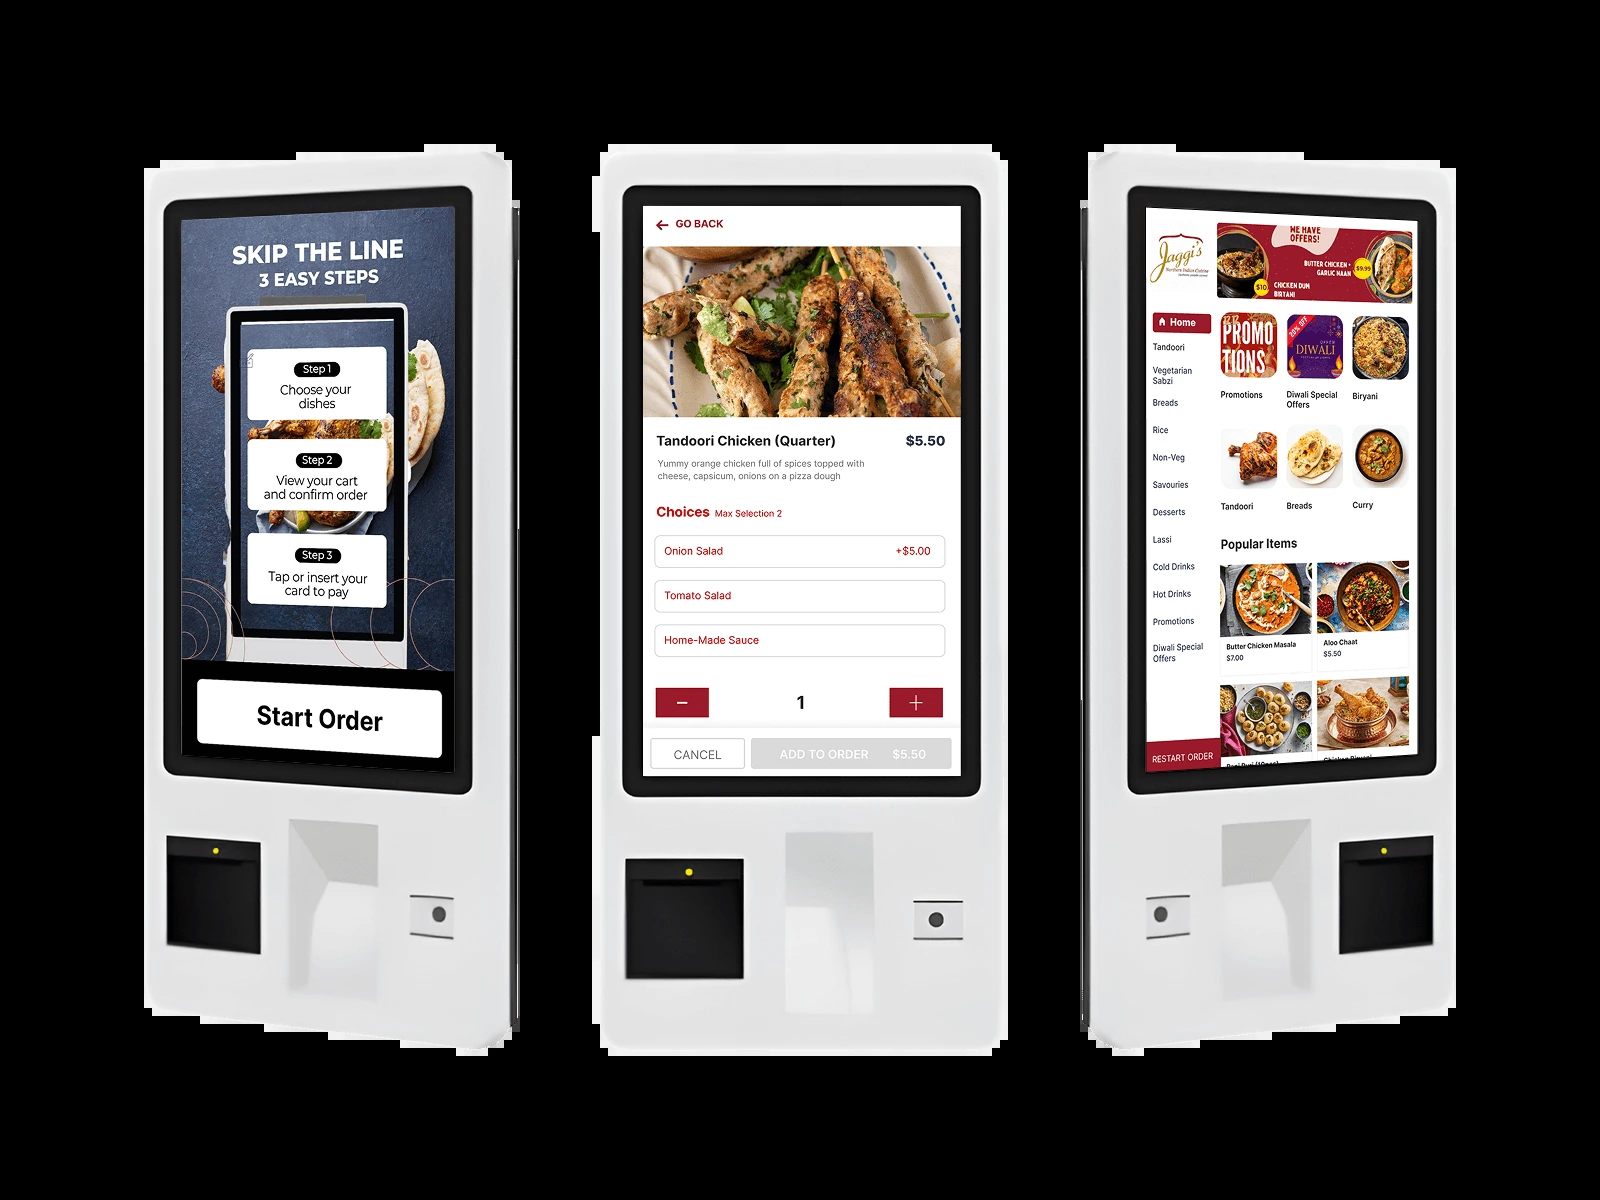 SKIP THE LINE
3 EASY STEPS
Step 1
Choose your
dishes
Step 2
View your cart
and confirm order
Step 3
Tap or insert your
card to pay
Start Order
GO BACK
Tandoori Chicken (Quarter) $5.50
Yummy orange chicken full of spices topped with
cheese, capsicum, onions on a pizza dough
Choices Max Selection 2
Onion Salad +$5.00
Tomato Salad
Home-Made Sauce
− 1 +
CANCEL ADD TO ORDER $5.50
Jaggi's
Northern Indian Cuisine
WE HAVE
OFFERS!
BUTTER CHICKEN +
GARLIC NAAN
$9.99
$10
CHICKEN DUM
BIRYANI
Home
Tandoori
Vegetarian
Sabzi
Breads
Rice
Non-Veg
Savouries
Desserts
Lassi
Cold Drinks
Hot Drinks
Promotions
Diwali Special
Offers
RESTART ORDER
PROMO
TIONS
20% OFF
OFFER
DIWALI
Promotions
Diwali Special
Offers
Biryani
Tandoori
Breads
Curry
Popular Items
Butter Chicken Masala
$7.00
Aloo Chaat
$5.50